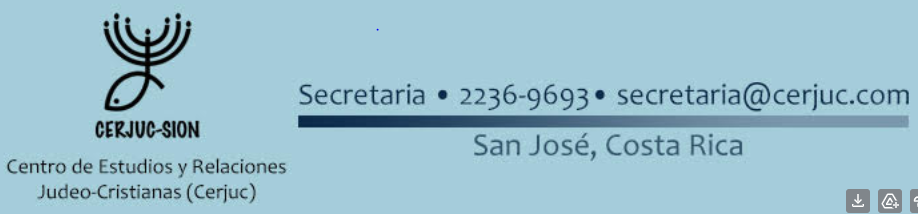 CERJUC-SION
Centro de Estudios y Relaciones
Judeo-Cristianas (Cerjuc)
Secretaria • 2236-9693 • secretaria@cerjuc.com
San José, Costa Rica